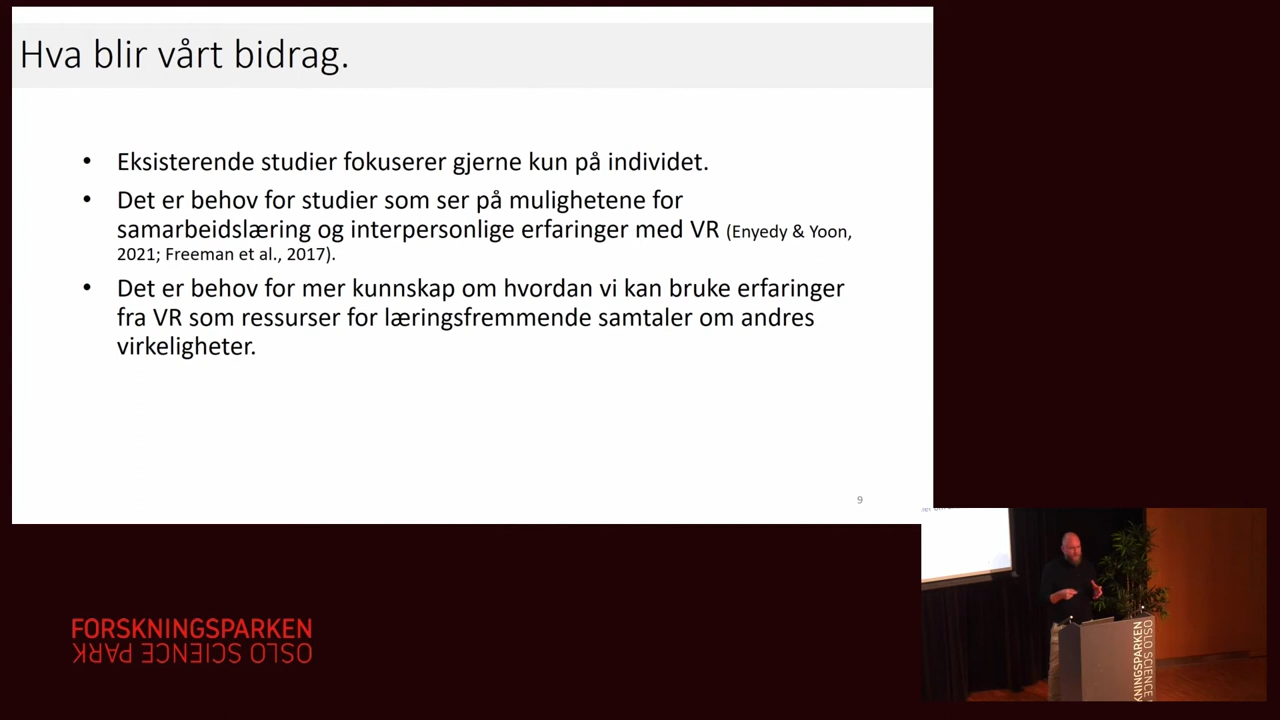 Hva blir vårt bidrag.
• Eksisterende studier fokuserer gjerne kun på individet.
• Det er behov for studier som ser på mulighetene for
samarbeidslæring og interpersonlige erfaringer med VR (Enyedy & Yoon,
2021; Freeman et al., 2017).
• Det er behov for mer kunnskap om hvordan vi kan bruke erfaringer
fra VR som ressurser for læringsfremmende samtaler om andres
virkeligheter.
9
FORSKNINGSPARKEN
OSLO SCIENCE PARK
KNINGSPARKEN
OSLO SCIENCE